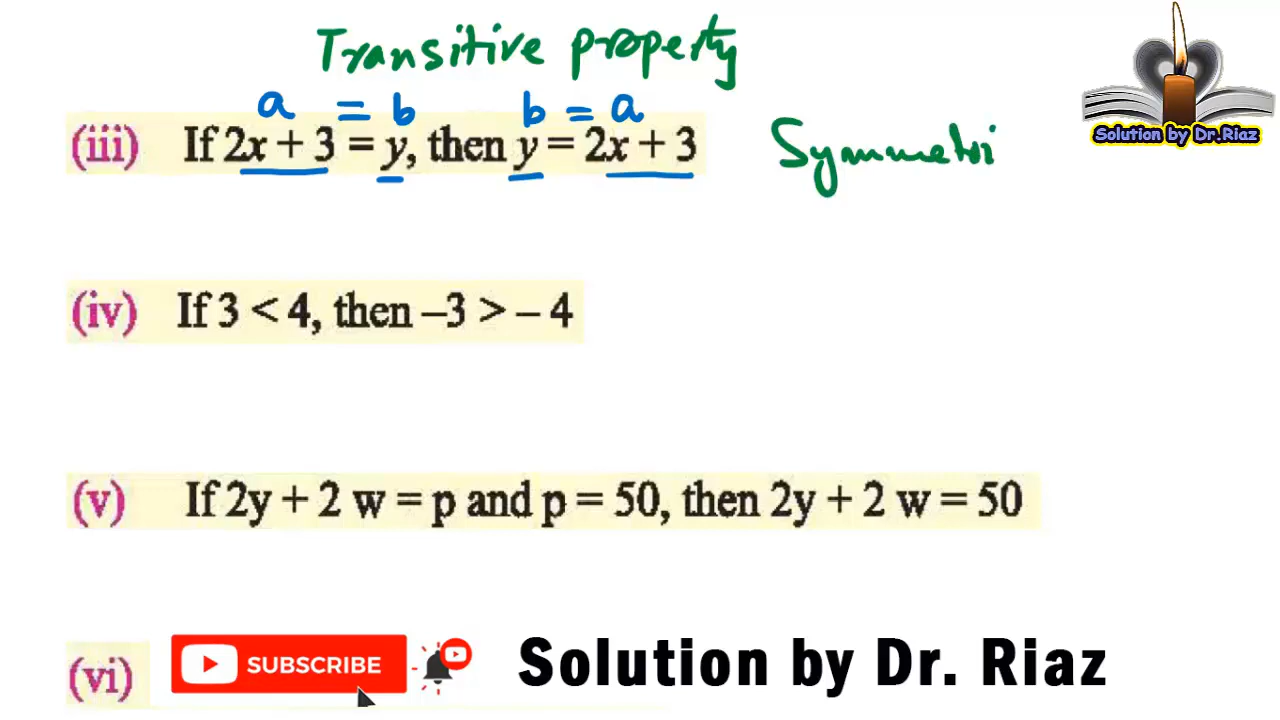 Transitive property
a = b b = a
(iii) If 2x + 3 = y, then y = 2x + 3
Symmetri
Solution by Dr.Riaz
(iv) If 3 < 4, then –3 > – 4
(v) If 2y + 2 w = p and p = 50, then 2y + 2 w = 50
(vi)
SUBSCRIBE
Solution by Dr. Riaz